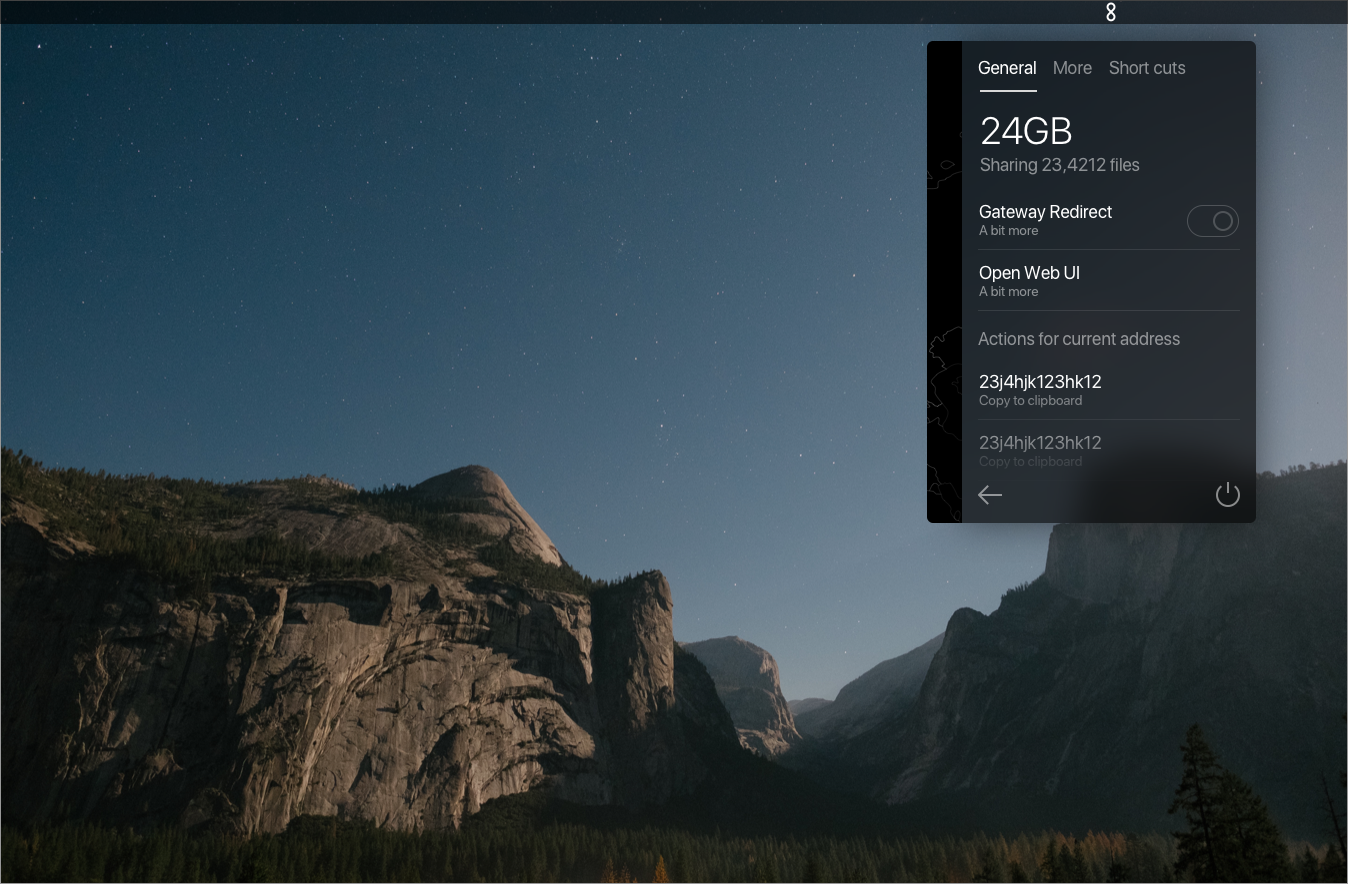 8
General More Short cuts
24GB
Sharing 23,4212 files
Gateway Redirect
A bit more
Open Web UI
A bit more
Actions for current address
23j4hjk123hk12
Copy to clipboard
23j4hjk123hk12
Copy to clipboard